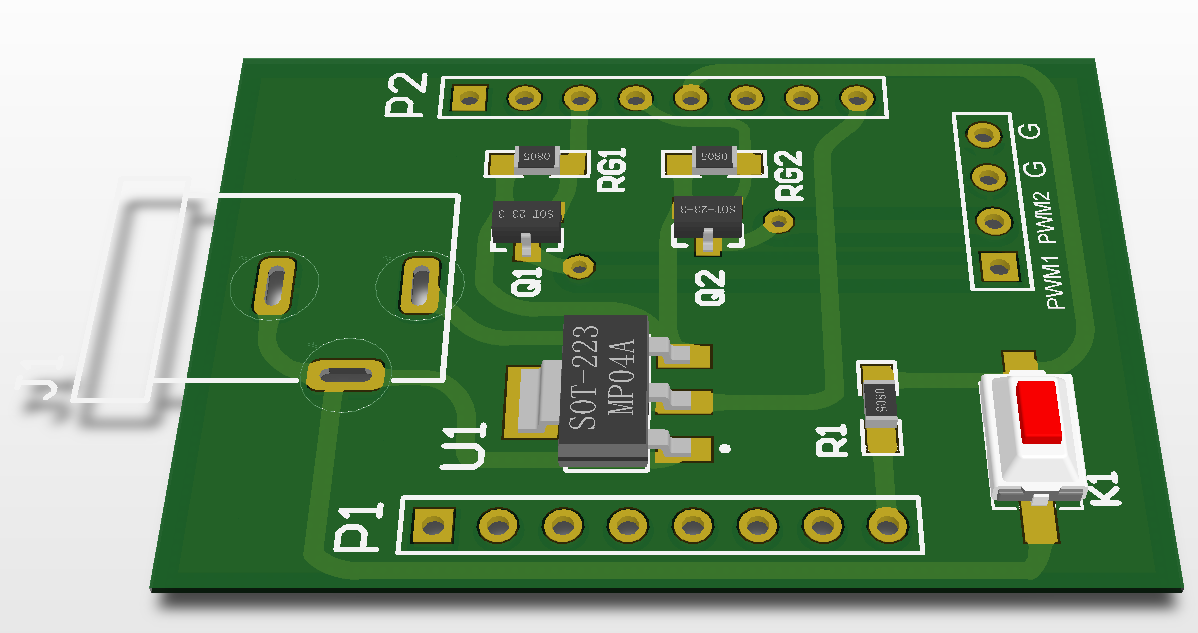 P2
G
0805
RG1
0805
RG2
G
PWM2
SOT-23-3
Q1
SOT-23-3
Q2
PWM1
J1
SOT-223
MP04A
U1
0805
R1
K1
P1